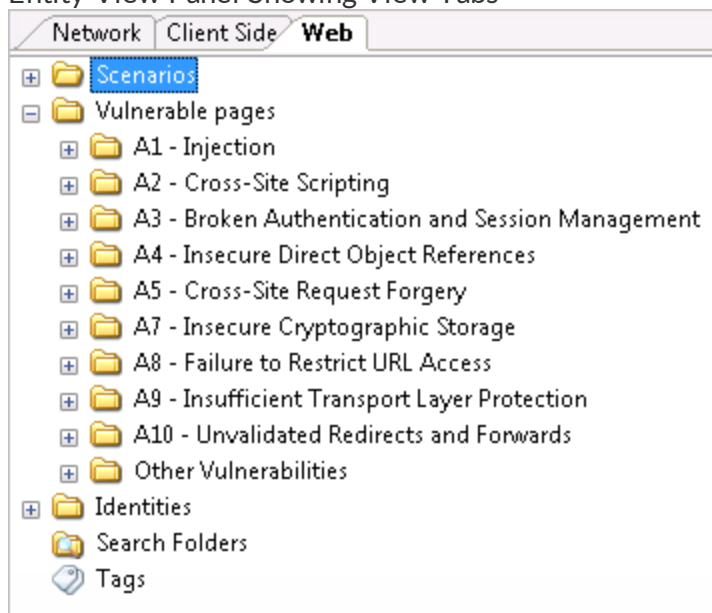 Entity View Panel Showing View Tabs
Network Client Side Web
Scenarios
Vulnerable pages
A1 - Injection
A2 - Cross-Site Scripting
A3 - Broken Authentication and Session Management
A4 - Insecure Direct Object References
A5 - Cross-Site Request Forgery
A7 - Insecure Cryptographic Storage
A8 - Failure to Restrict URL Access
A9 - Insufficient Transport Layer Protection
A10 - Unvalidated Redirects and Forwards
Other Vulnerabilities
Identities
Search Folders
Tags